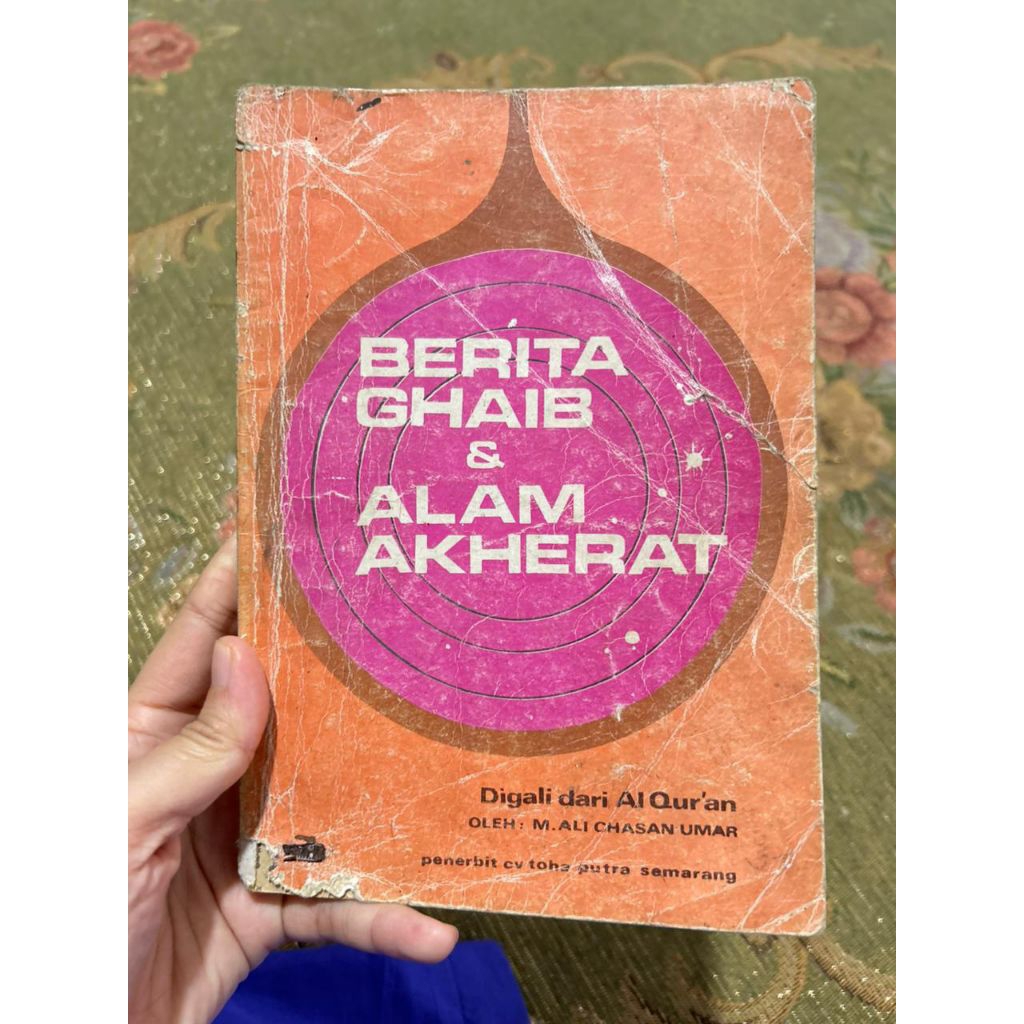 BERITA
GHAIB
&
ALAM
AKHERAT
Digali dari Al Qur'an
OLEH: M. ALI CHASAN UMAR
penerbit cv toha putra semarang